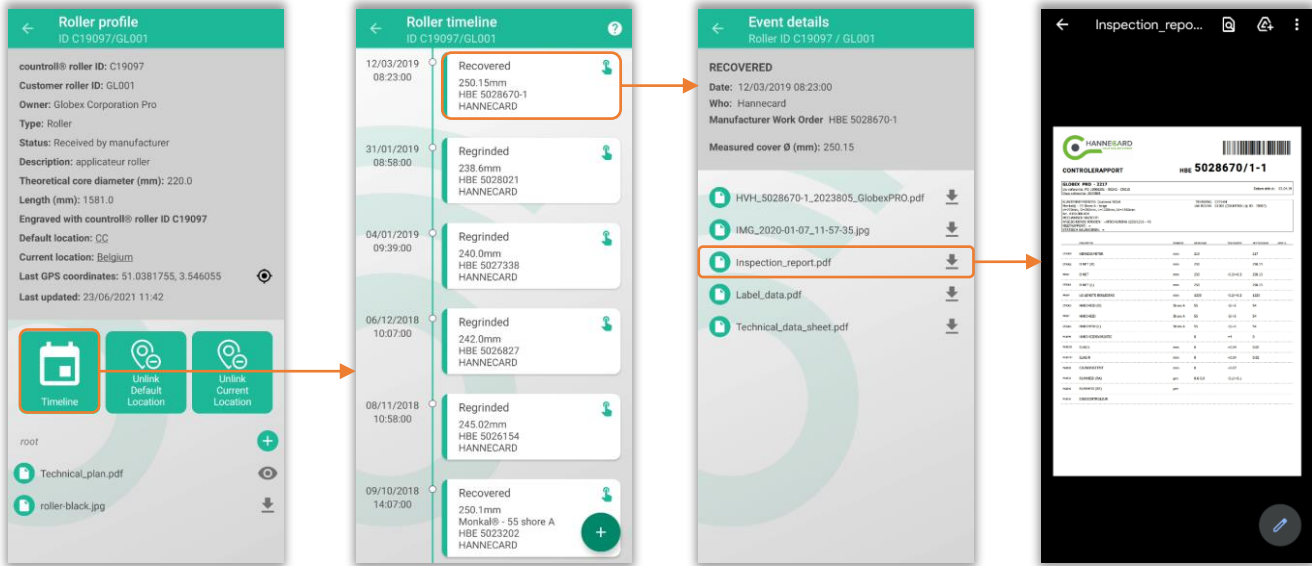 Roller profile
ID C19097/GL001
countroll® roller ID: C19097
Customer roller ID: GL001
Owner: Globex Corporation Pro
Type: Roller
Status: Received by manufacturer
Description: applicateur roller
Theoretical core diameter (mm): 220.0
Length (mm): 1581.0
Engraved with countroll® roller ID C19097
Default location: CC
Current location: Belgium
Last GPS coordinates: 51.0381755, 3.546055
Last updated: 23/06/2021 11:42
Timeline
Unlink
Default
Location
Unlink
Current
Location
root
Technical_plan.pdf
roller-black.jpg
Roller timeline
ID C19097/GL001
12/03/2019
08:23:00
Recovered
250.15mm
HBE 5028670-1
HANNECARD
31/01/2019
08:58:00
Regrinded
238.6mm
HBE 5028021
HANNECARD
04/01/2019
09:39:00
Regrinded
240.0mm
HBE 5027338
HANNECARD
06/12/2018
10:07:00
Regrinded
242.0mm
HBE 5026827
HANNECARD
08/11/2018
10:58:00
Regrinded
245.02mm
HBE 5026154
HANNECARD
09/10/2018
14:07:00
Recovered
250.1mm
Monkal® - 55 shore A
HBE 5023202
HANNECARD
Event details
Roller ID C19097 / GL001
RECOVERED
Date: 12/03/2019 08:23:00
Who: Hannecard
Manufacturer Work Order HBE 5028670-1
Measured cover Ø (mm): 250.15
HVH_5028670-1_2023805_GlobexPRO.pdf
IMG_2020-01-07_11-57-35.jpg
Inspection_report.pdf
Label_data.pdf
Technical_data_sheet.pdf
Inspection_repo...
HANNECARD
CONTROLERAPPORT
HBE 5028670/1-1
GLOBEX PRO - 2217